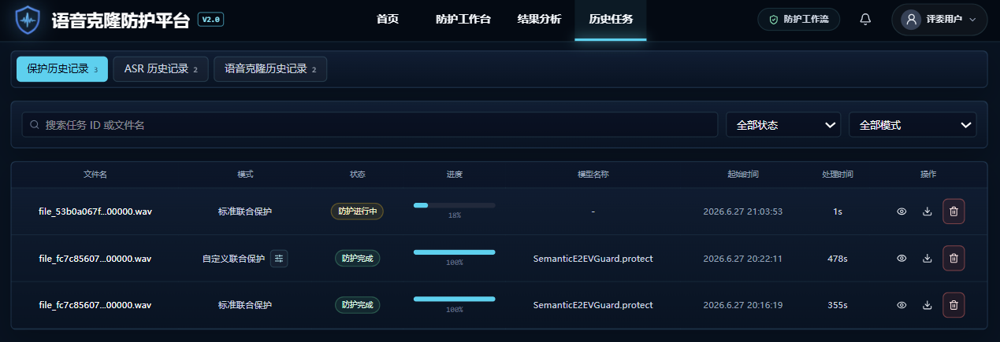 语音克隆防护平台 V2.0 首页 防护工作台 结果分析 历史任务 防护工作流 评委用户
保护历史记录 3 ASR 历史记录 2 语音克隆历史记录 2
搜索任务 ID 或文件名 全部状态 全部模式
文件名 模式 状态 进度 模型名称 起始时间 处理时间 操作
file_53b0a067f...00000.wav 标准联合保护 防护进行中 18% - 2026.6.27 21:03:53 1s
file_fc7c85607...00000.wav 自定义联合保护 防护完成 100% SemanticE2EVGuard.protect 2026.6.27 20:22:11 478s
file_fc7c85607...00000.wav 标准联合保护 防护完成 100% SemanticE2EVGuard.protect 2026.6.27 20:16:19 355s